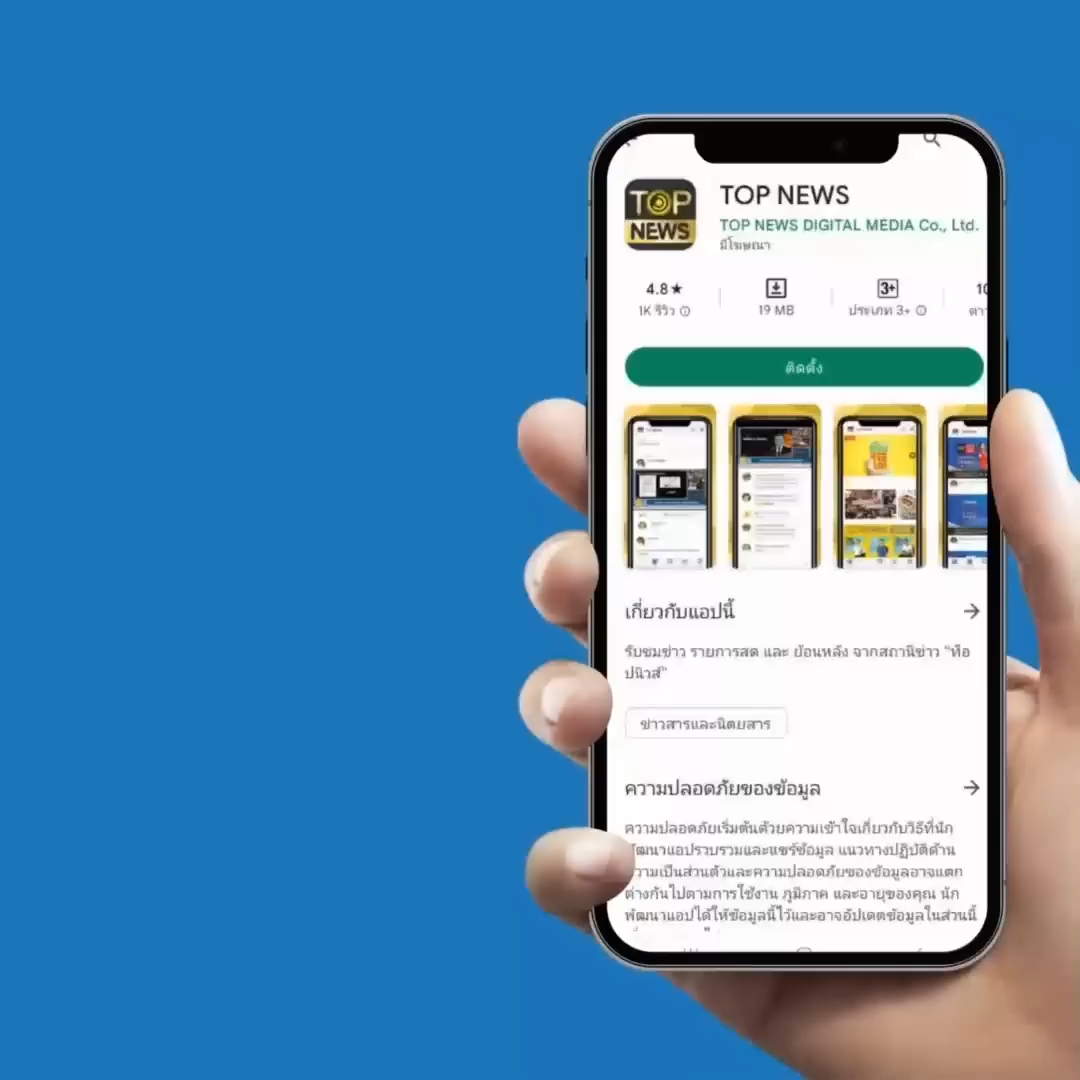 TOP
NEWS
TOP NEWS
TOP NEWS DIGITAL MEDIA Co., Ltd.
มีโฆษณา
4.8★
1K รีวิว
19 MB
3+
ประเภท 3+
ติดตั้ง
เกี่ยวกับแอปนี้
รับชมข่าว รายการสด และ ย้อนหลัง จากสถานีข่าว "ท็อ
ปนิวส์"
ข่าวสารและนิตยสาร
ความปลอดภัยของข้อมูล
ความปลอดภัยเริ่มต้นด้วยความเข้าใจเกี่ยวกับวิธีที่นัก
พัฒนาแอปรวบรวมและแชร์ข้อมูล แนวทางปฏิบัติด้าน
ความเป็นส่วนตัวและความปลอดภัยของข้อมูลอาจแตก
ต่างกันไปตามการใช้งาน ภูมิภาค และอายุของคุณ นัก
พัฒนาแอปได้ให้ข้อมูลนี้ไว้และอาจอัปเดตข้อมูลในส่วนนี้